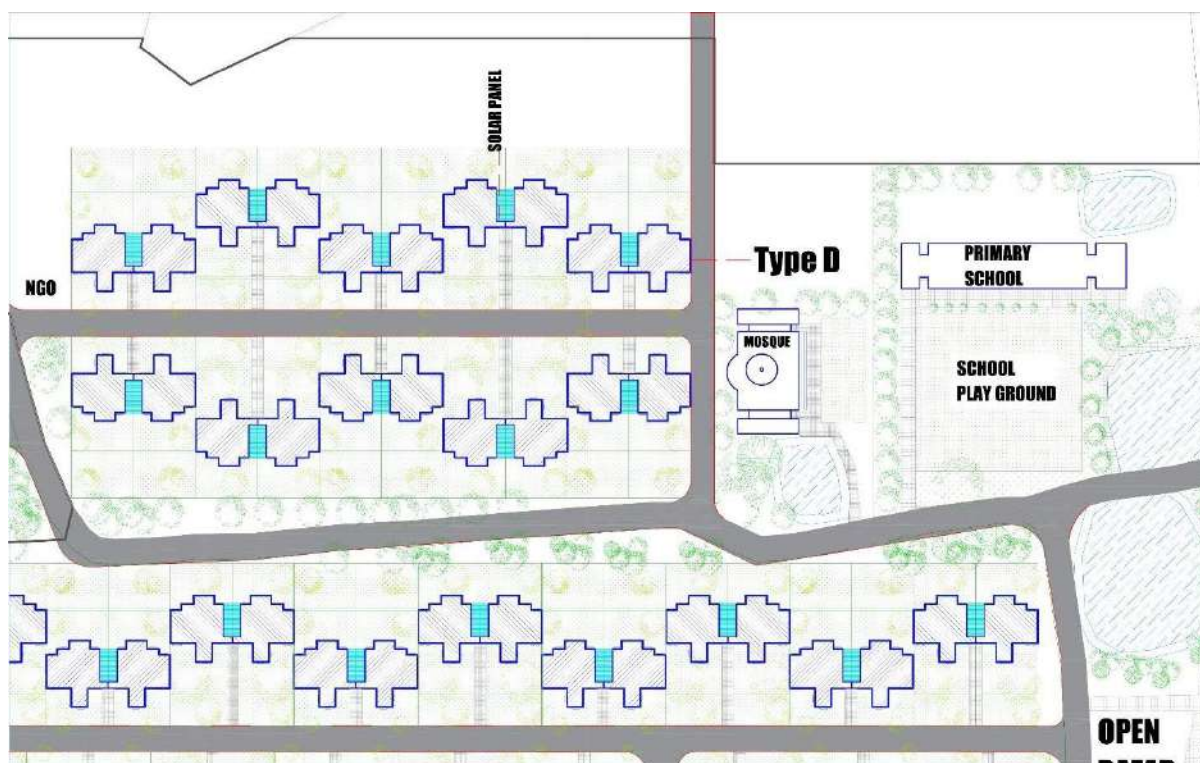 SOLAR PANEL
Type D
PRIMARY
SCHOOL
NGO
MOSQUE
SCHOOL
PLAY GROUND
OPEN